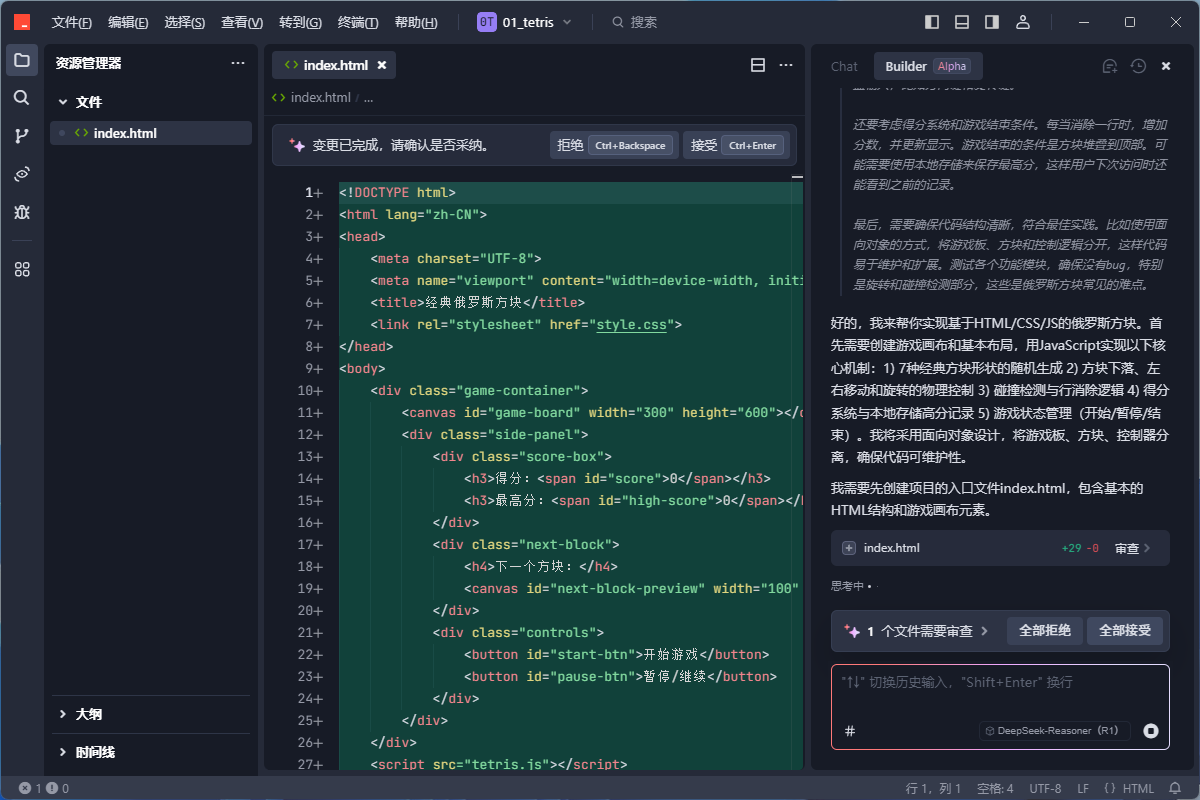 文件(F) 编辑(E) 选择(S) 查看(V) 转到(G) 终端(T) 帮助(H)
0T 01_tetris
搜索
资源管理器
文件
index.html
大纲
时间线
index.html
index.html / ...
变更已完成，请确认是否采纳。
拒绝 Ctrl+Backspace
接受 Ctrl+Enter
1+ <!DOCTYPE html>
2+ <html lang="zh-CN">
3+ <head>
4+ <meta charset="UTF-8">
5+ <meta name="viewport" content="width=device-width, initi
6+ <title>经典俄罗斯方块</title>
7+ <link rel="stylesheet" href="style.css">
8+ </head>
9+ <body>
10+ <div class="game-container">
11+ <canvas id="game-board" width="300" height="600"></c
12+ <div class="side-panel">
13+ <div class="score-box">
14+ <h3>得分: <span id="score">0</span></h3>
15+ <h3>最高分: <span id="high-score">0</span></h
16+ </div>
17+ <div class="next-block">
18+ <h4>下一个方块: </h4>
19+ <canvas id="next-block-preview" width="100"
20+ </div>
21+ <div class="controls">
22+ <button id="start-btn">开始游戏</button>
23+ <button id="pause-btn">暂停/继续</button>
24+ </div>
25+ </div>
26+ </div>
27+ <script src="tetris.js"></script>
Chat
Builder Alpha
还要考虑得分系统和游戏结束条件。每当消除一行时，增加
分数，并更新显示。游戏结束的条件是方块堆叠到顶部。可
能需要使用本地存储来保存最高分，这样用户下次访问时还
能看到之前的记录。
最后，需要确保代码结构清晰，符合最佳实践。比如使用面
向对象的方式，将游戏板、方块和控制逻辑分开，这样代码
易于维护和扩展。测试各个功能模块，确保没有bug，特别
是旋转和碰撞检测部分，这些是俄罗斯方块常见的难点。
好的，我来帮你实现基于HTML/CSS/JS的俄罗斯方块。首
先需要创建游戏画布和基本布局，用JavaScript实现以下核
心机制：1) 7种经典方块形状的随机生成 2) 方块下落、左
右移动和旋转的物理控制 3) 碰撞检测与行消除逻辑 4) 得分
系统与本地存储高分记录 5) 游戏状态管理（开始/暂停/结
束）。我将采用面向对象设计，将游戏板、方块、控制器分
离，确保代码可维护性。
我需要先创建项目的入口文件index.html，包含基本的
HTML结构和游戏画布元素。
index.html +29 -0 审查
思考中
1 个文件需要审查
全部拒绝
全部接受
"↑↓" 切换历史输入，"Shift+Enter" 换行
#
DeepSeek-Reasoner（R1）
1 0
行 1，列 1 空格: 4 UTF-8 LF {} HTML